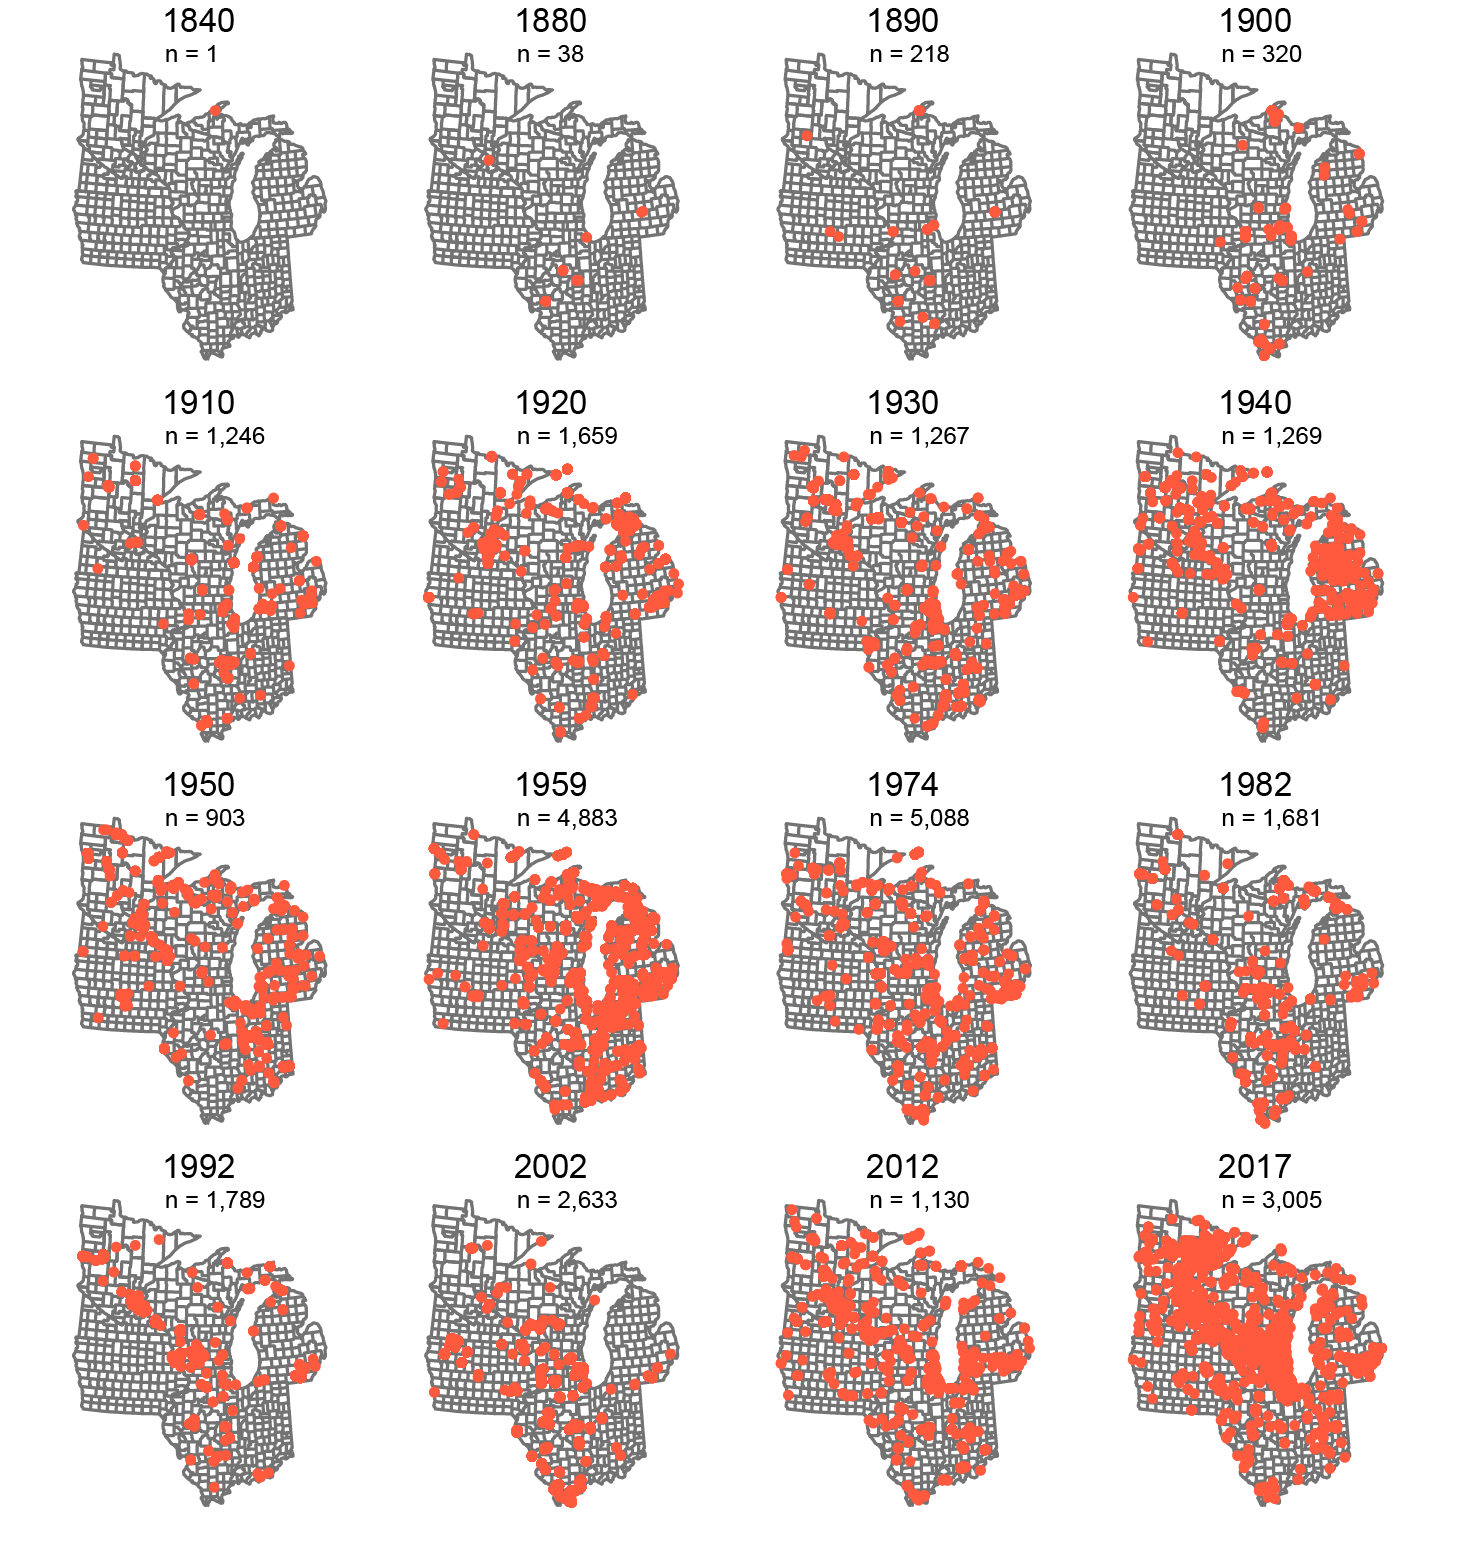 1840
n = 1
1880
n = 38
1890
n = 218
1900
n = 320
1910
n = 1,246
1920
n = 1,659
1930
n = 1,267
1940
n = 1,269
1950
n = 903
1959
n = 4,883
1974
n = 5,088
1982
n = 1,681
1992
n = 1,789
2002
n = 2,633
2012
n = 1,130
2017
n = 3,005